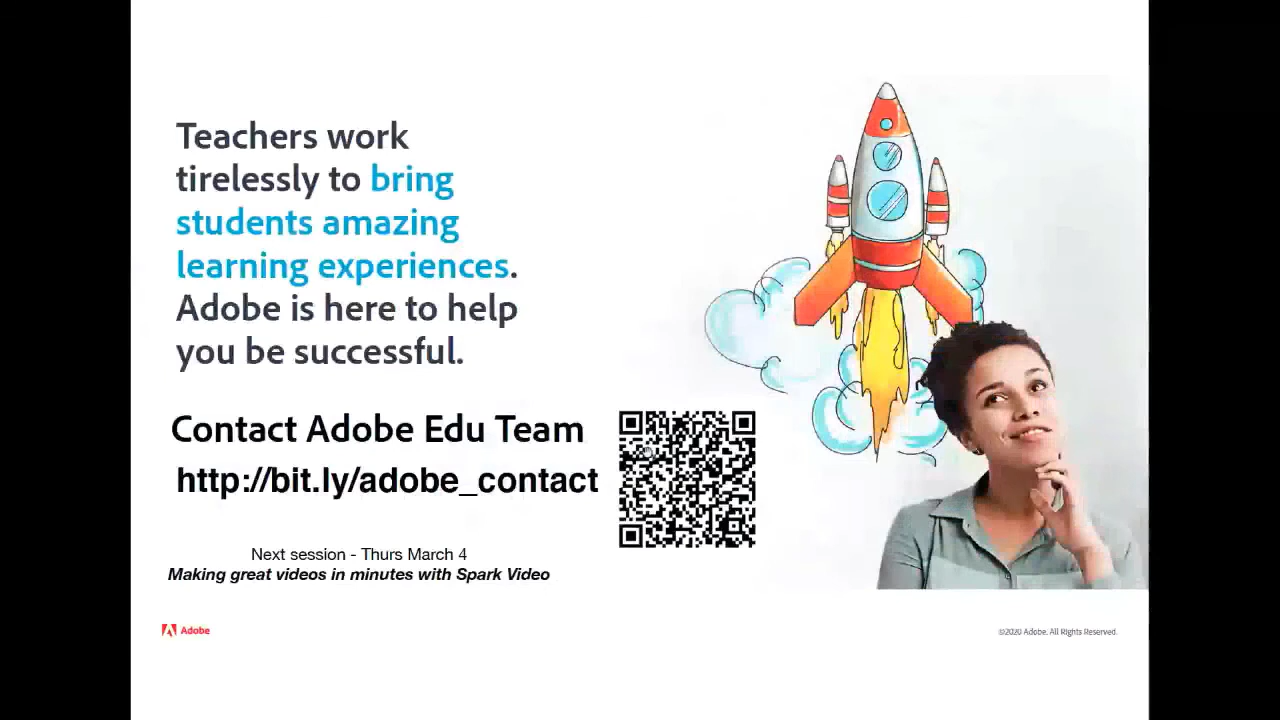 Teachers work
tirelessly to bring
students amazing
learning experiences.
Adobe is here to help
you be successful.
Contact Adobe Edu Team
http://bit.ly/adobe_contact
Next session - Thurs March 4
Making great videos in minutes with Spark Video
Adobe
©2020 Adobe. All Rights Reserved.